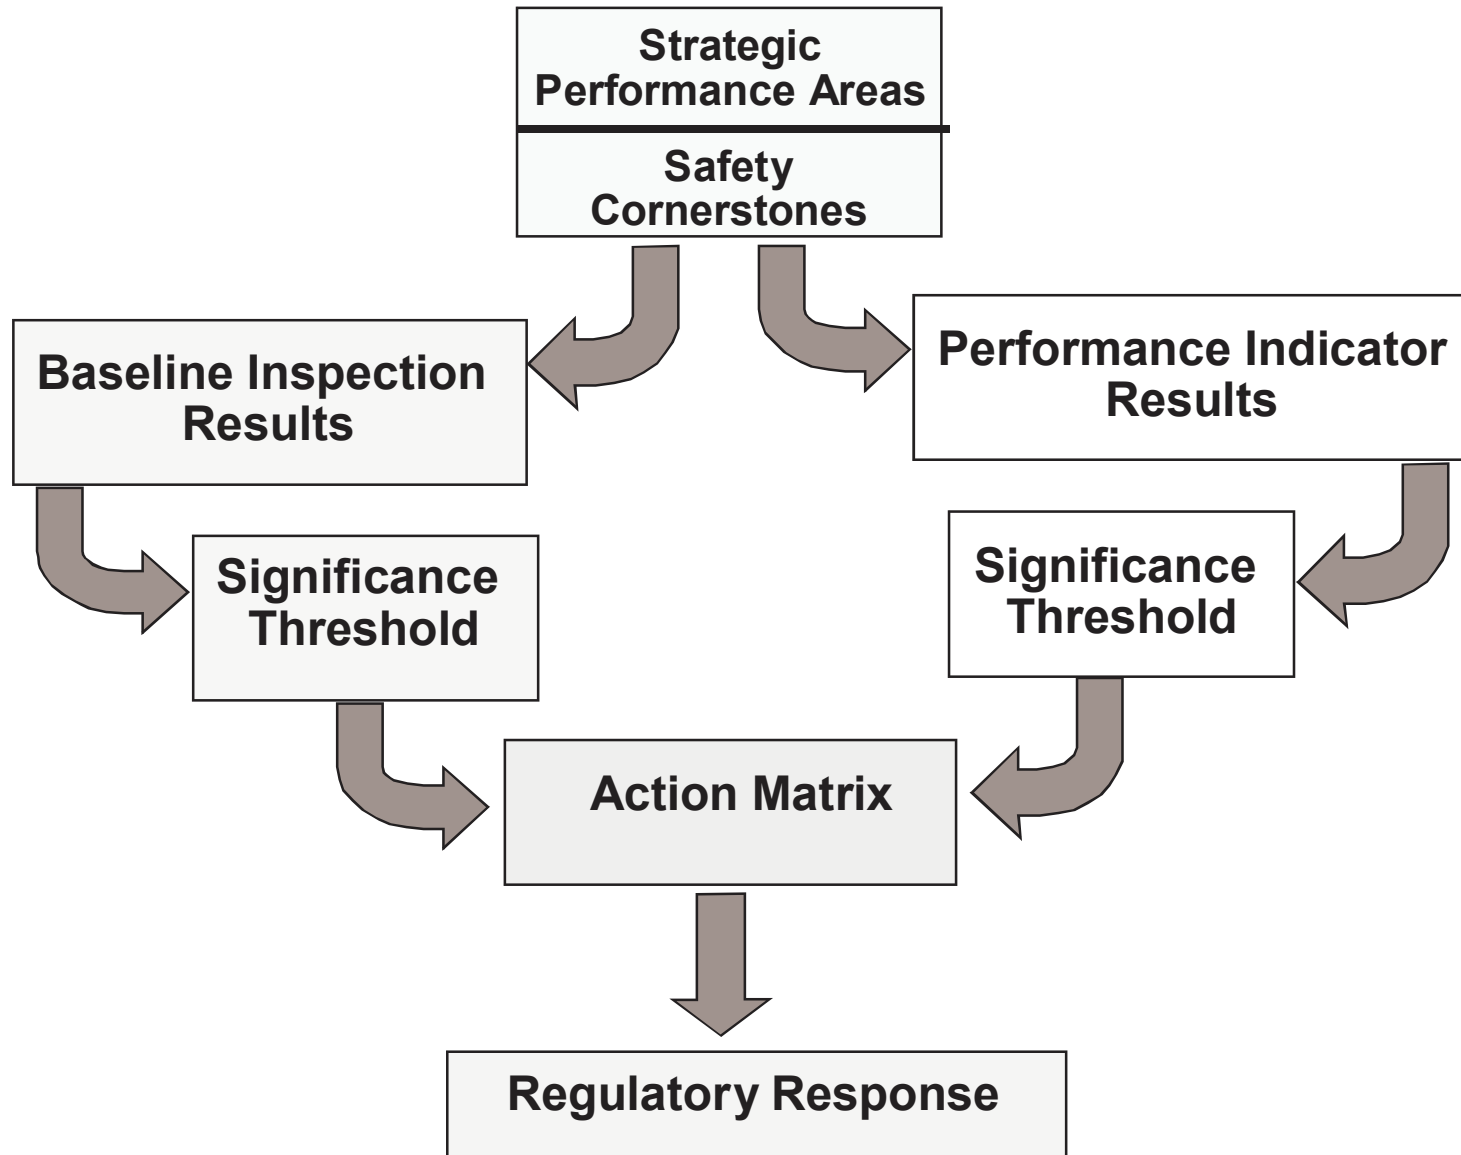 Strategic
Performance Areas
Safety
Cornerstones
Baseline Inspection
Results
Performance Indicator
Results
Significance
Threshold
Significance
Threshold
Action Matrix
Regulatory Response